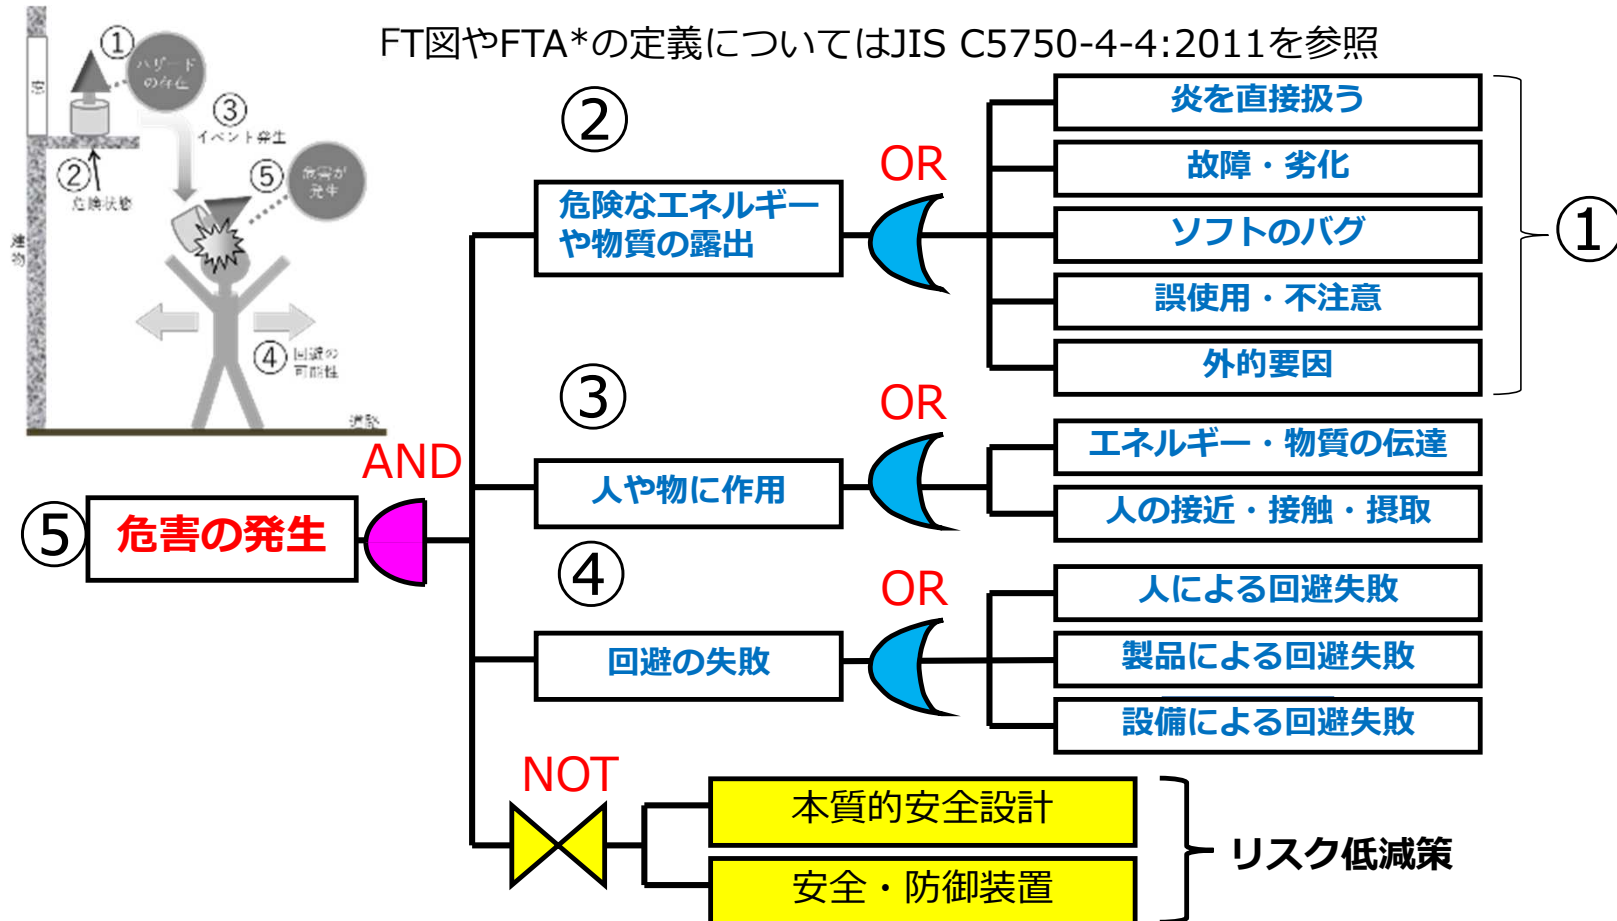 FT図やFTA*の定義についてはJIS C5750-4-4:2011を参照
窓
①
ハザード
の存在
③
イベント発生
②
危険状態
⑤
危害が
発生
建物
④
回避の
可能性
道路
②
危険なエネルギー
や物質の露出
OR
炎を直接扱う
故障・劣化
ソフトのバグ
誤使用・不注意
外的要因
①
③
人や物に作用
OR
エネルギー・物質の伝達
人の接近・接触・摂取
AND
⑤
危害の発生
④
回避の失敗
OR
人による回避失敗
製品による回避失敗
設備による回避失敗
NOT
本質的安全設計
安全・防御装置
リスク低減策